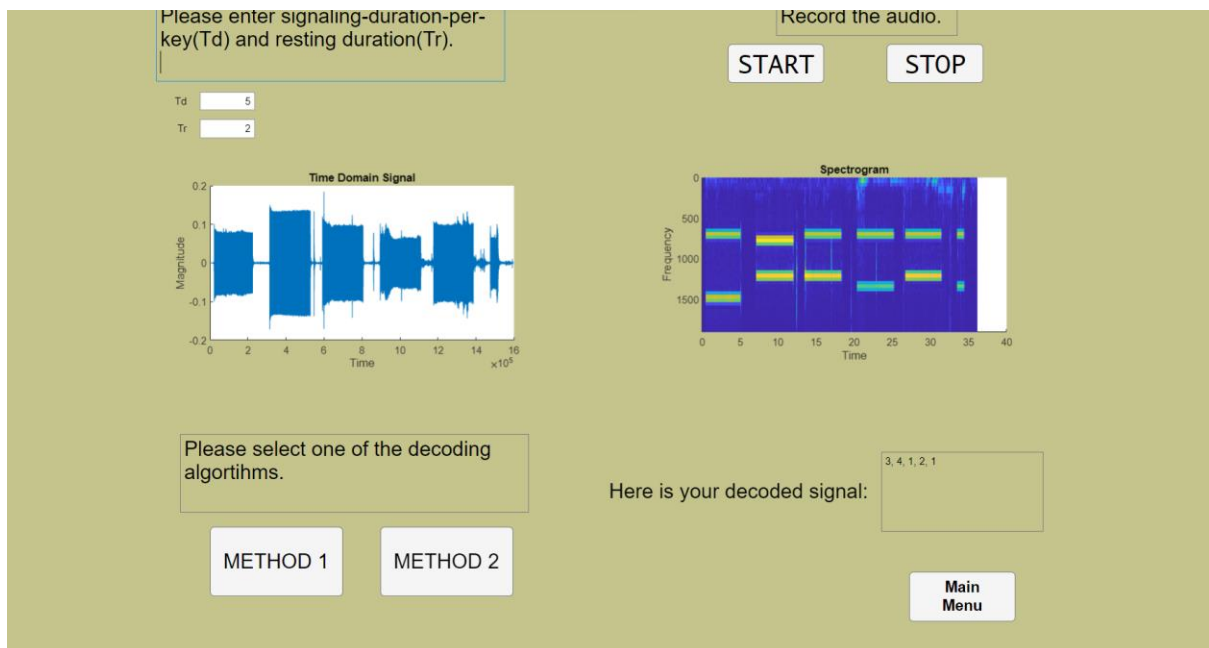 Please enter signaling-duration-per-
key(Td) and resting duration(Tr).
Record the audio.
START
STOP
Td
5
Tr
2
Time Domain Signal
0.2
0.1
0
-0.1
-0.2
Magnitude
0
2
4
6
8
10
12
14
16
Time
×10⁵
Spectrogram
0
500
1000
1500
Frequency
0
5
10
15
20
25
30
35
40
Time
Please select one of the decoding
algortihms.
METHOD 1
METHOD 2
Here is your decoded signal:
3, 4, 1, 2, 1
Main
Menu